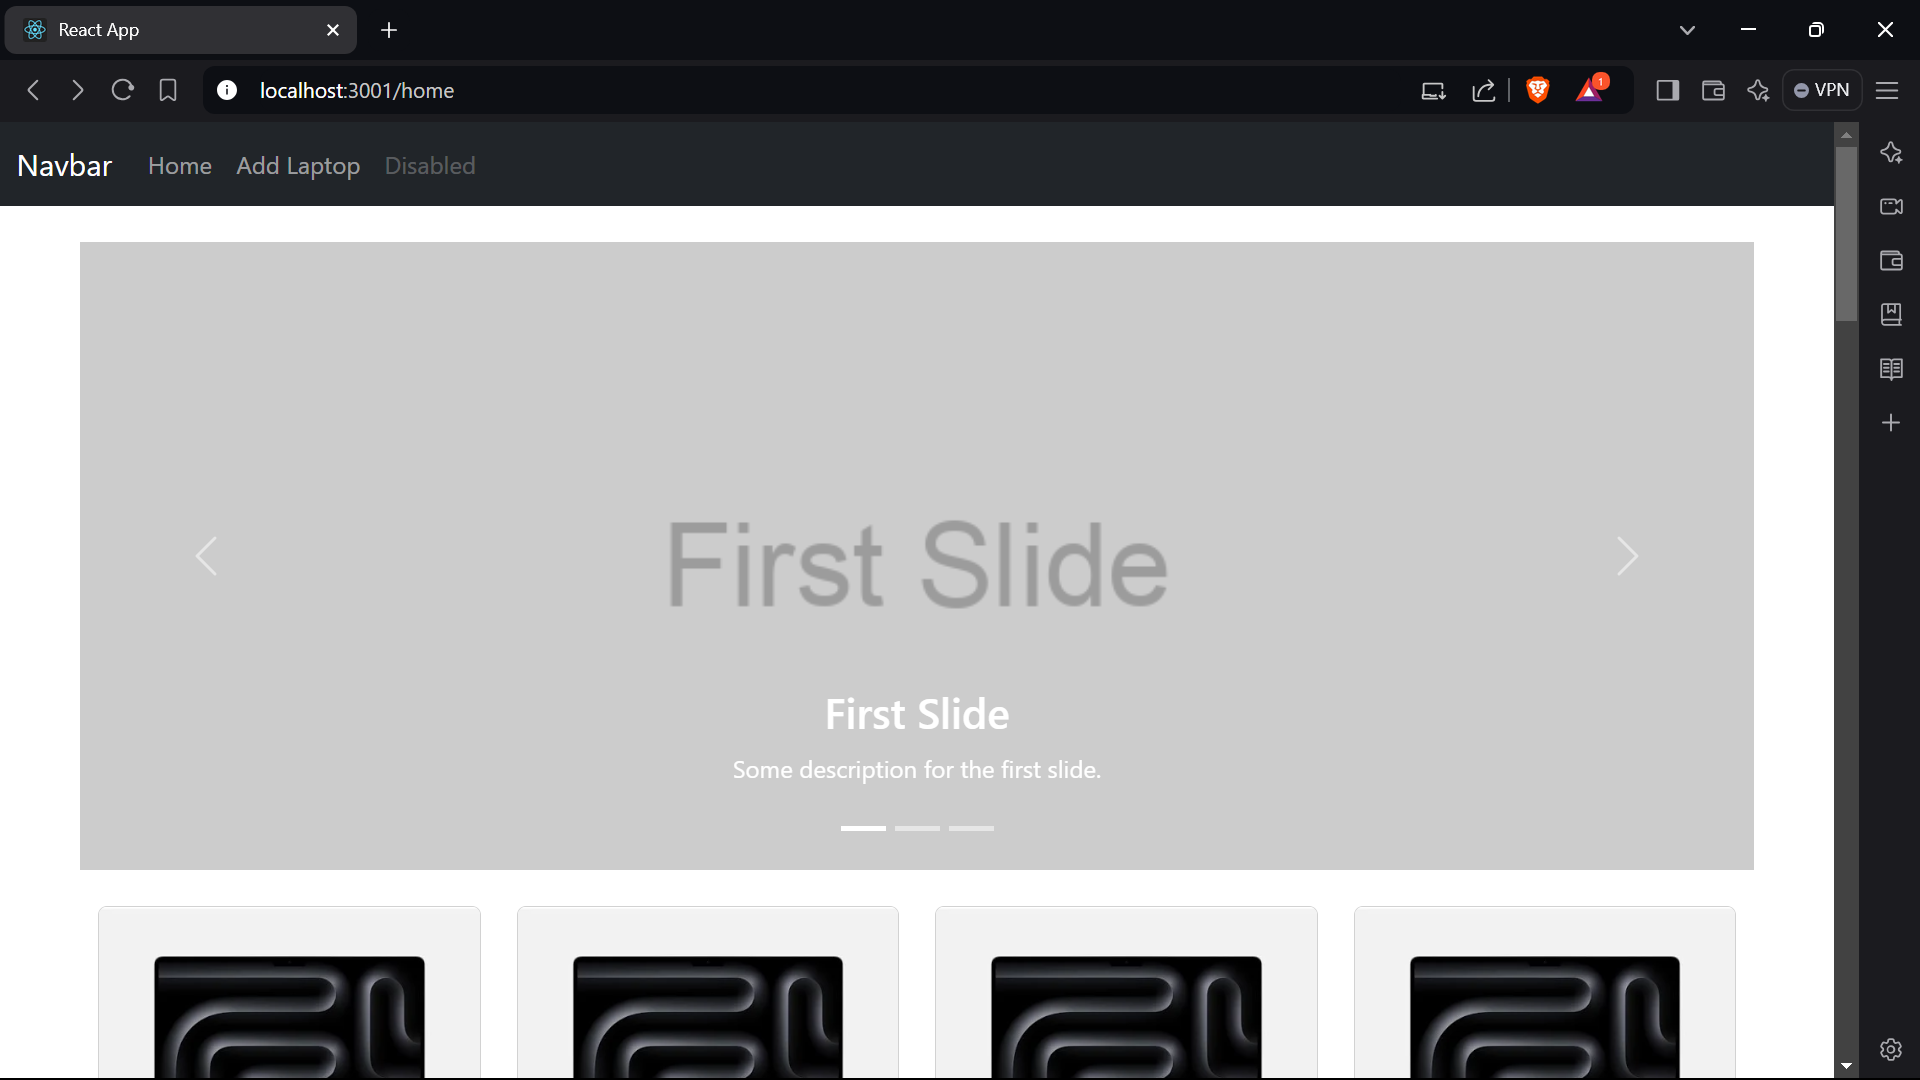 React App
localhost:3001/home
1
VPN
Navbar Home Add Laptop Disabled
First Slide
First Slide
Some description for the first slide.